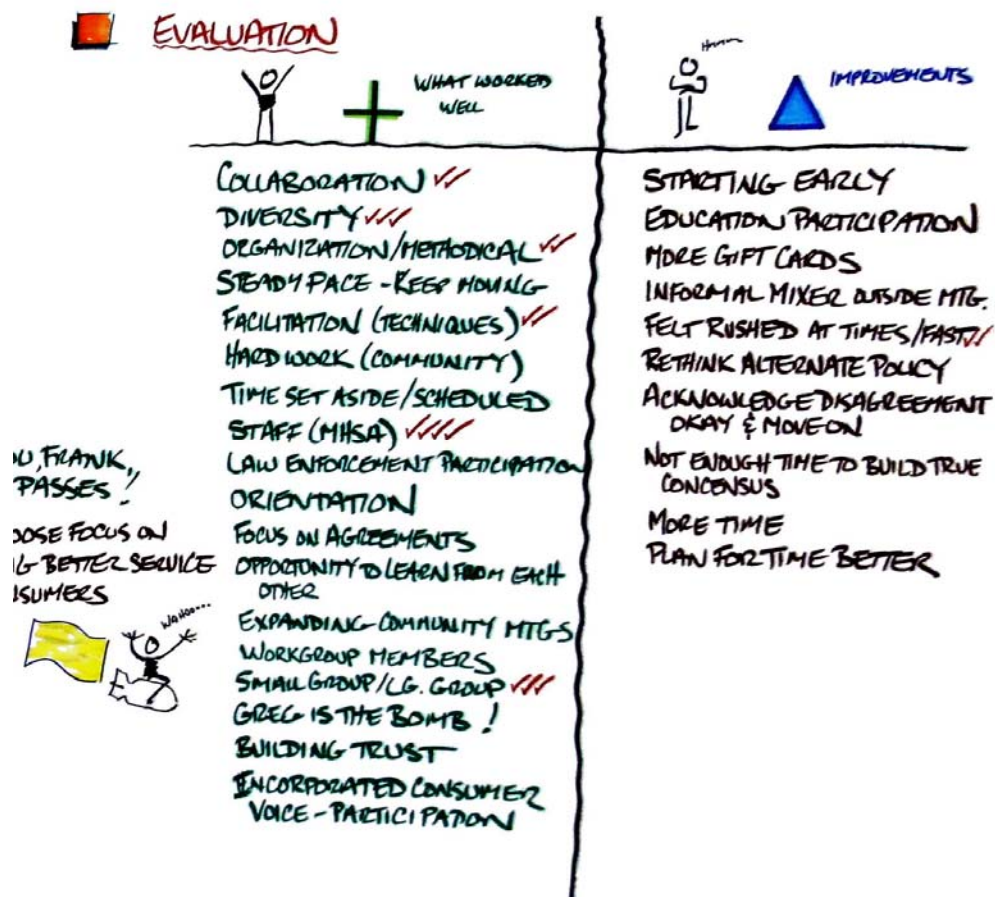 EVALUATION
WHAT WORKED
WELL
COLLABORATION ✓✓
DIVERSITY ✓✓✓
ORGANIZATION/METHODICAL ✓✓
STEADY PACE - KEEP MOVING
FACILITATION (TECHNIQUES) ✓✓
HARD WORK (COMMUNITY)
TIME SET ASIDE/SCHEDULED
STAFF (MHSA) ✓✓✓✓
LAW ENFORCEMENT PARTICIPATION
ORIENTATION
FOCUS ON AGREEMENTS
OPPORTUNITY TO LEARN FROM EACH
OTHER
EXPANDING COMMUNITY MTGS
WORKGROUP MEMBERS
SMALL GROUP/LG. GROUP ✓✓✓
GREG IS THE BOMB!
BUILDING TRUST
INCORPORATED CONSUMER
VOICE - PARTICIPATION
FRANK,
PASSES!
FOCUS ON
BETTER SERVICE
WAHOO...
Hmmm
IMPROVEMENTS
STARTING EARLY
EDUCATION PARTICIPATION
MORE GIFT CARDS
INFORMAL MIXER OUTSIDE MTG.
FELT RUSHED AT TIMES/FAST ✓✓
RETHINK ALTERNATE POLICY
ACKNOWLEDGE DISAGREEMENT
OKAY & MOVE ON
NOT ENOUGH TIME TO BUILD TRUE
CONCENSUS
MORE TIME
PLAN FOR TIME BETTER